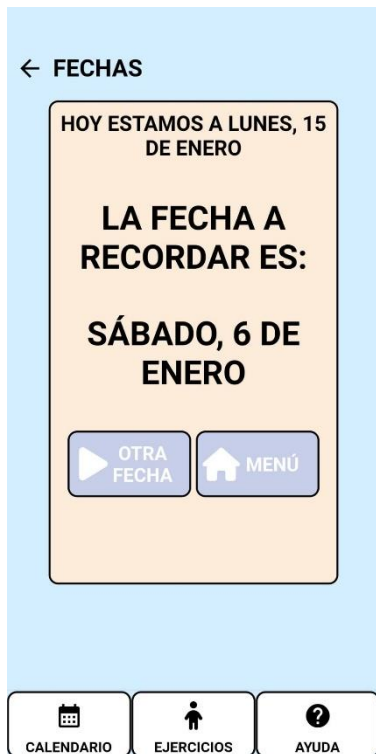 FECHAS
HOY ESTAMOS A LUNES, 15
DE ENERO
LA FECHA A
RECORDAR ES:
SÁBADO, 6 DE
ENERO
OTRA
FECHA
MENÚ
CALENDARIO
EJERCICIOS
AYUDA